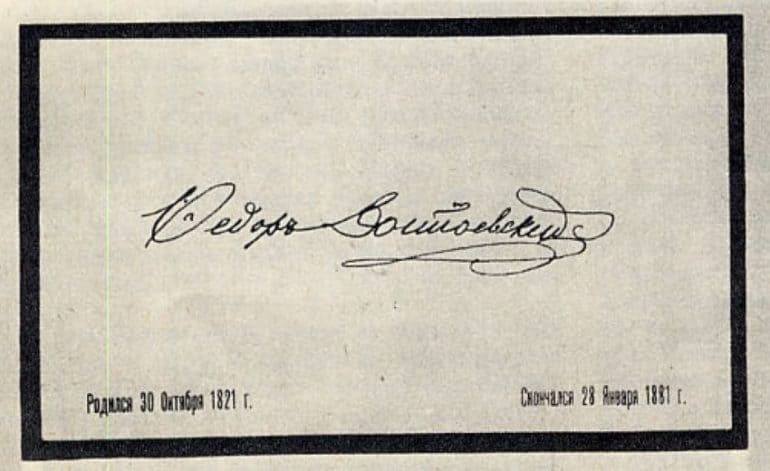 Ѳедоръ Достоевскій
Родился 30 Октября 1821 г.
Скончался 28 Января 1881 г.